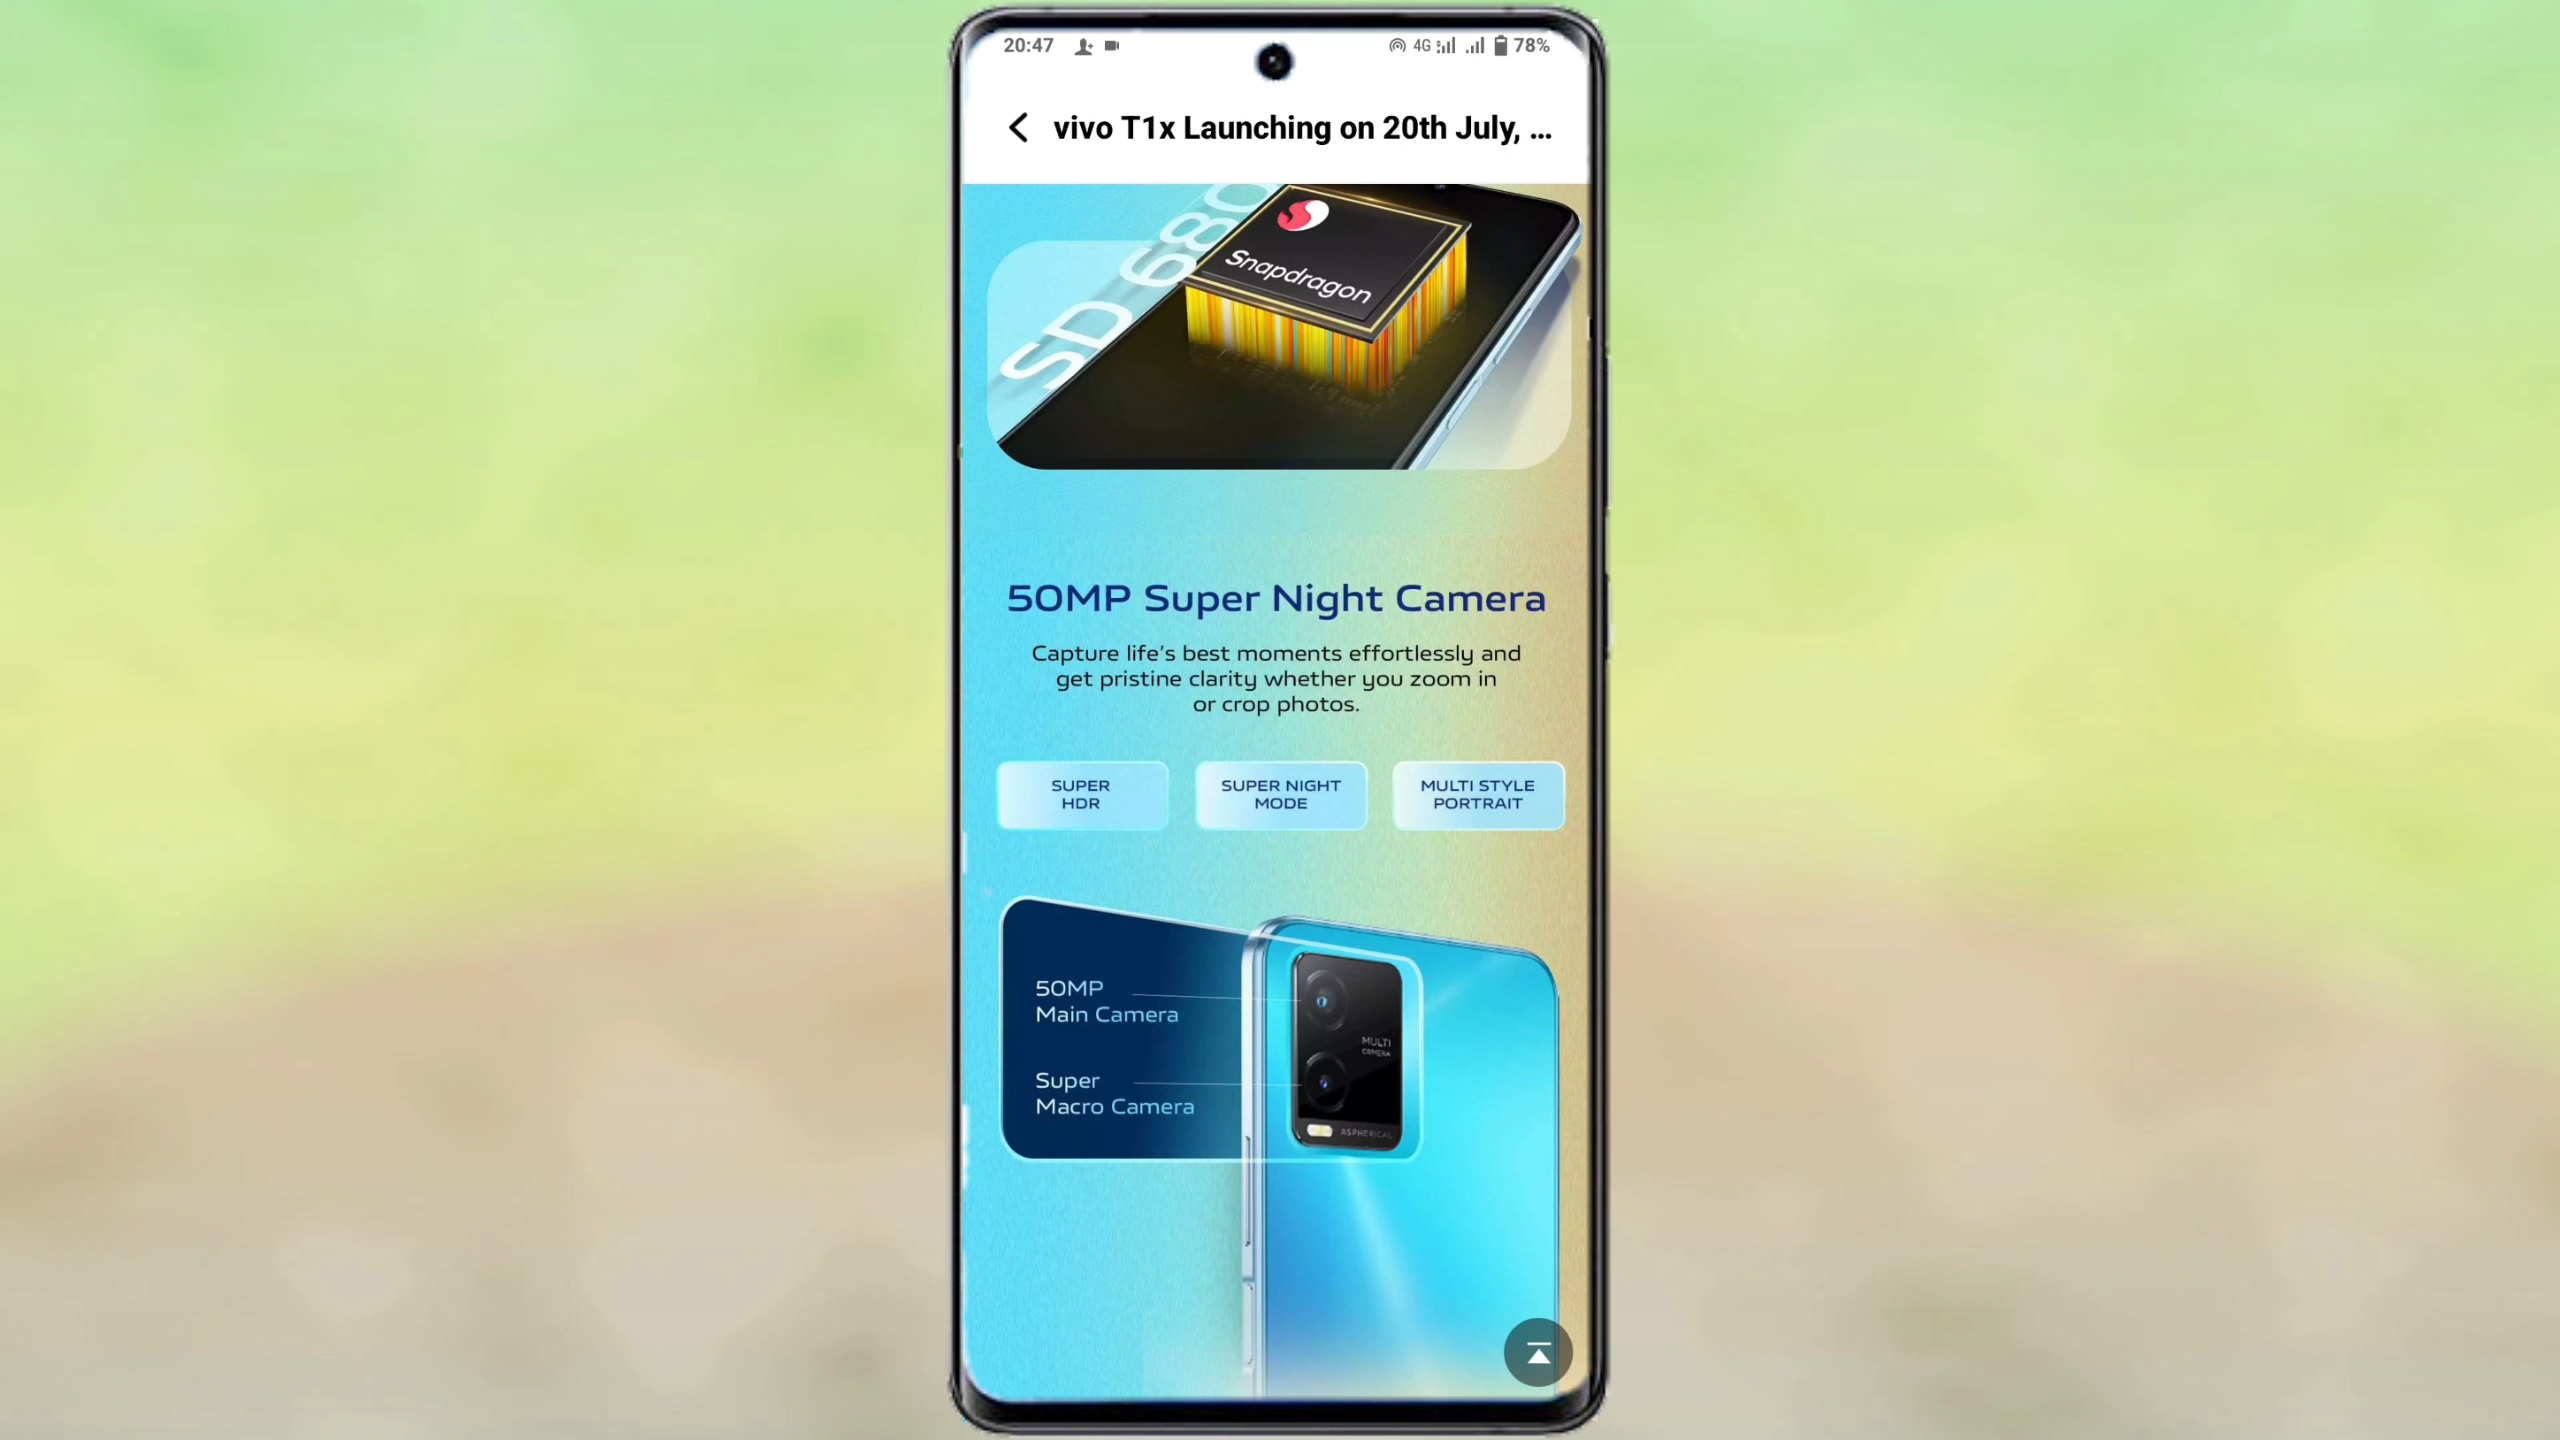 20:47
4G
78%
vivo T1x Launching on 20th July, ...
SD 680
Snapdragon
50MP Super Night Camera
Capture life's best moments effortlessly and
get pristine clarity whether you zoom in
or crop photos.
SUPER
HDR
SUPER NIGHT
MODE
MULTI STYLE
PORTRAIT
50MP
Main Camera
MULTI
CAMERA
Super
Macro Camera
ASPHERICAL